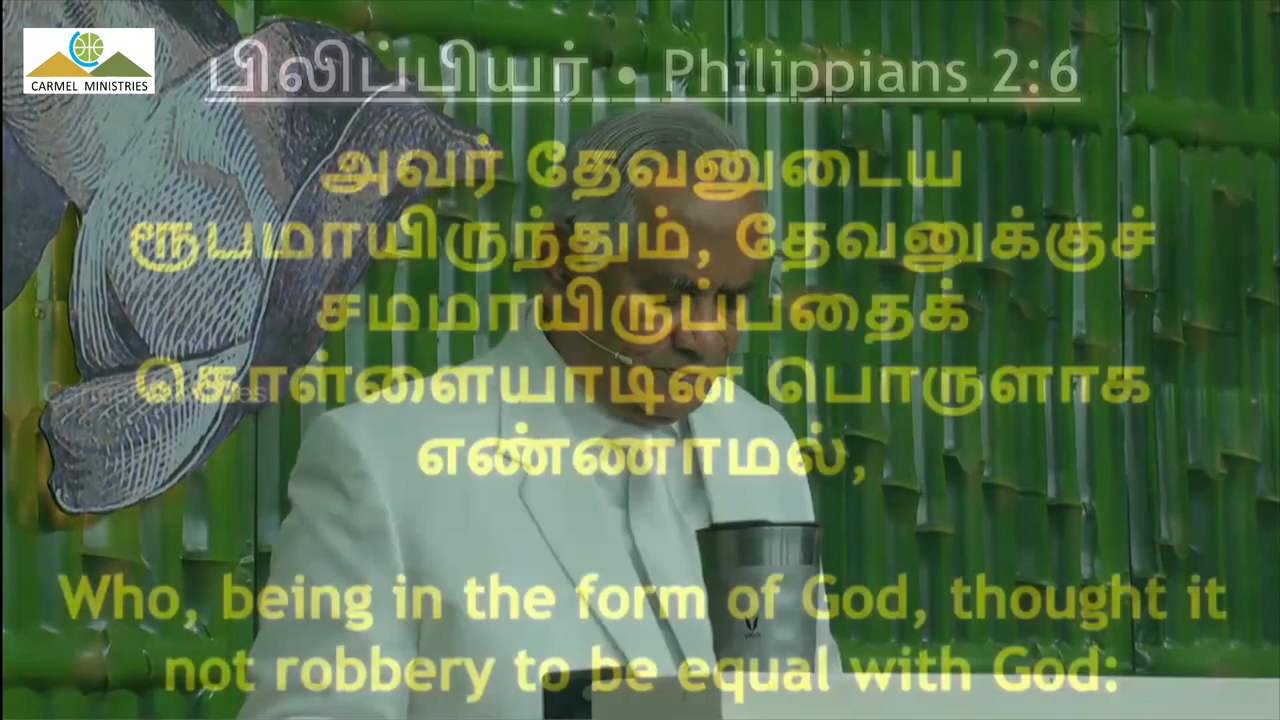 CARMEL MINISTRIES
பிலிப்பியர் • Philippians 2:6
அவர் தேவனுடைய
ரூபமாயிருந்தும், தேவனுக்குச்
சமமாயிருப்பதைக்
கொள்ளையாடின பொருளாக
எண்ணாமல்,
Who, being in the form of God, thought it
not robbery to be equal with God: